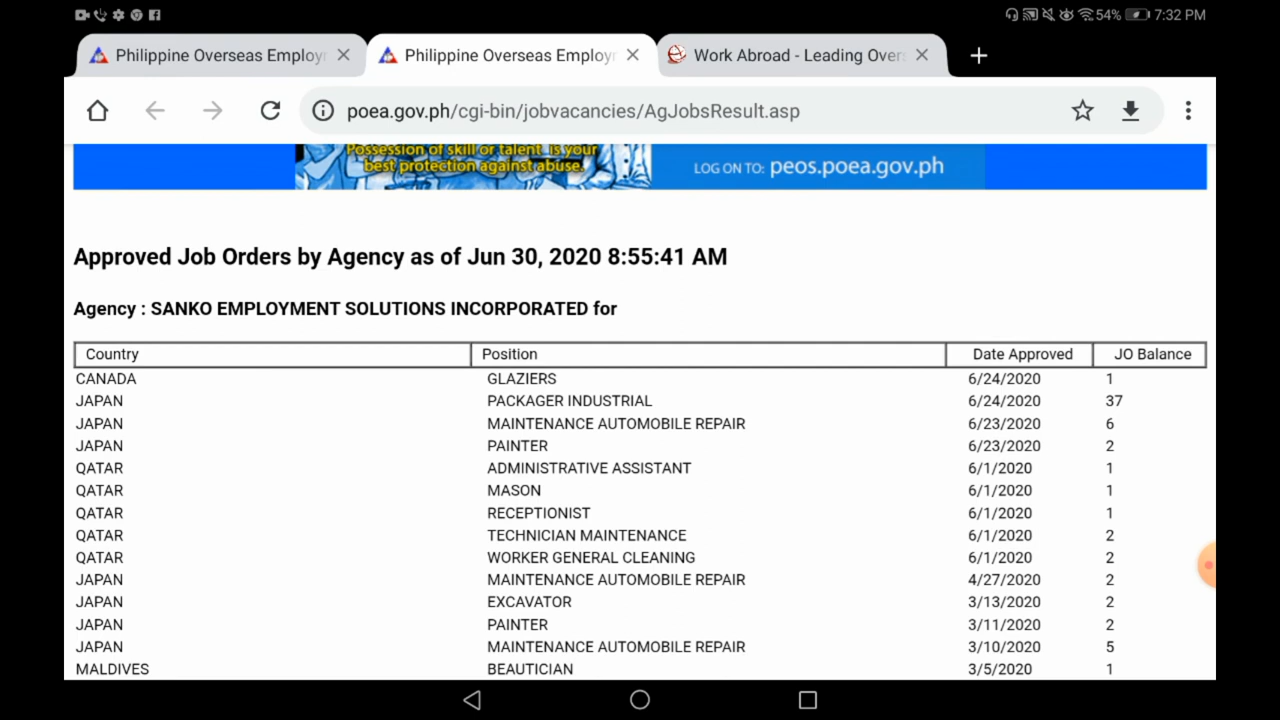 54% 7:32 PM
Philippine Overseas Employr Philippine Overseas Employr Work Abroad - Leading Over
poea.gov.ph/cgi-bin/jobvacancies/AgJobsResult.asp
Possession of skill or talent is your
best protection against abuse.
LOG ON TO: peos.poea.gov.ph
Approved Job Orders by Agency as of Jun 30, 2020 8:55:41 AM
Agency : SANKO EMPLOYMENT SOLUTIONS INCORPORATED for
Country Position Date Approved JO Balance
CANADA GLAZIERS 6/24/2020 1
JAPAN PACKAGER INDUSTRIAL 6/24/2020 37
JAPAN MAINTENANCE AUTOMOBILE REPAIR 6/23/2020 6
JAPAN PAINTER 6/23/2020 2
QATAR ADMINISTRATIVE ASSISTANT 6/1/2020 1
QATAR MASON 6/1/2020 1
QATAR RECEPTIONIST 6/1/2020 1
QATAR TECHNICIAN MAINTENANCE 6/1/2020 2
QATAR WORKER GENERAL CLEANING 6/1/2020 2
JAPAN MAINTENANCE AUTOMOBILE REPAIR 4/27/2020 2
JAPAN EXCAVATOR 3/13/2020 2
JAPAN PAINTER 3/11/2020 2
JAPAN MAINTENANCE AUTOMOBILE REPAIR 3/10/2020 5
MALDIVES BEAUTICIAN 3/5/2020 1